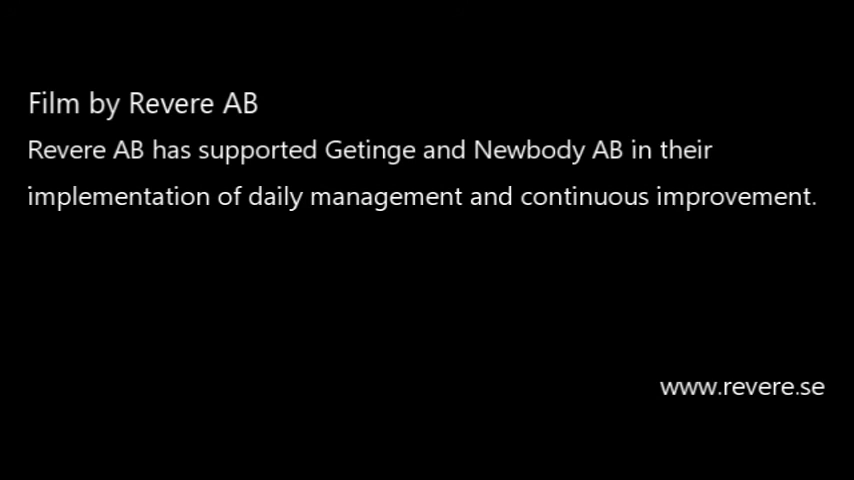 Film by Revere AB
Revere AB has supported Getinge and Newbody AB in their
implementation of daily management and continuous improvement.
www.revere.se